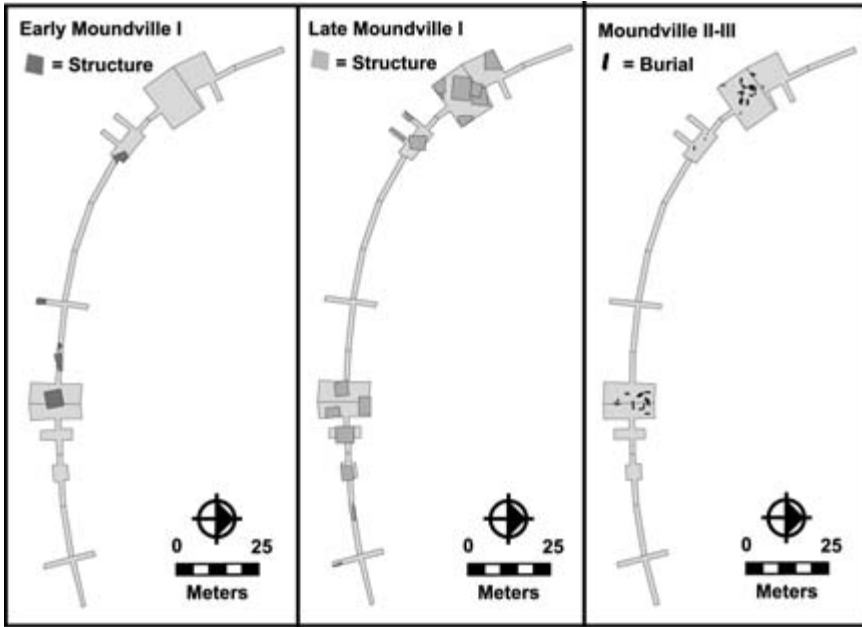 Early Moundville I
= Structure
0 25
Meters
Late Moundville I
= Structure
0 25
Meters
Moundville II-III
= Burial
0 25
Meters